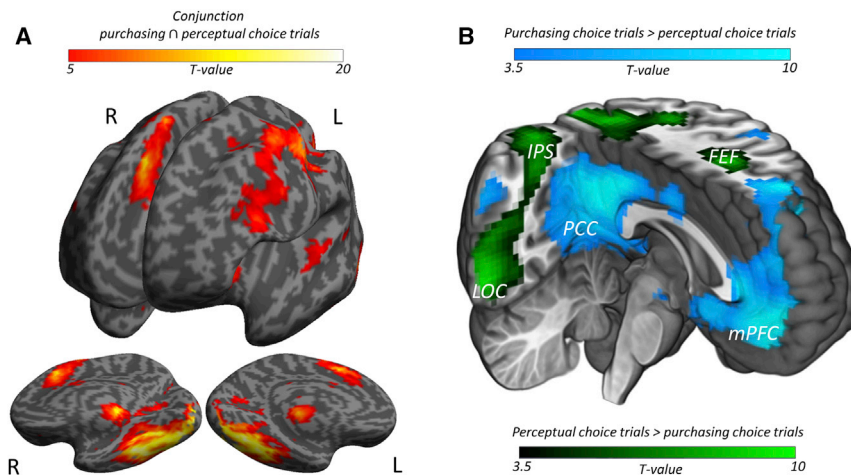 A
Conjunction
purchasing ∩ perceptual choice trials
5 20
T-value
R L
R L
B
Purchasing choice trials > perceptual choice trials
3.5 10
T-value
IPS
FEF
PCC
LOC
mPFC
Perceptual choice trials > purchasing choice trials
3.5 10
T-value